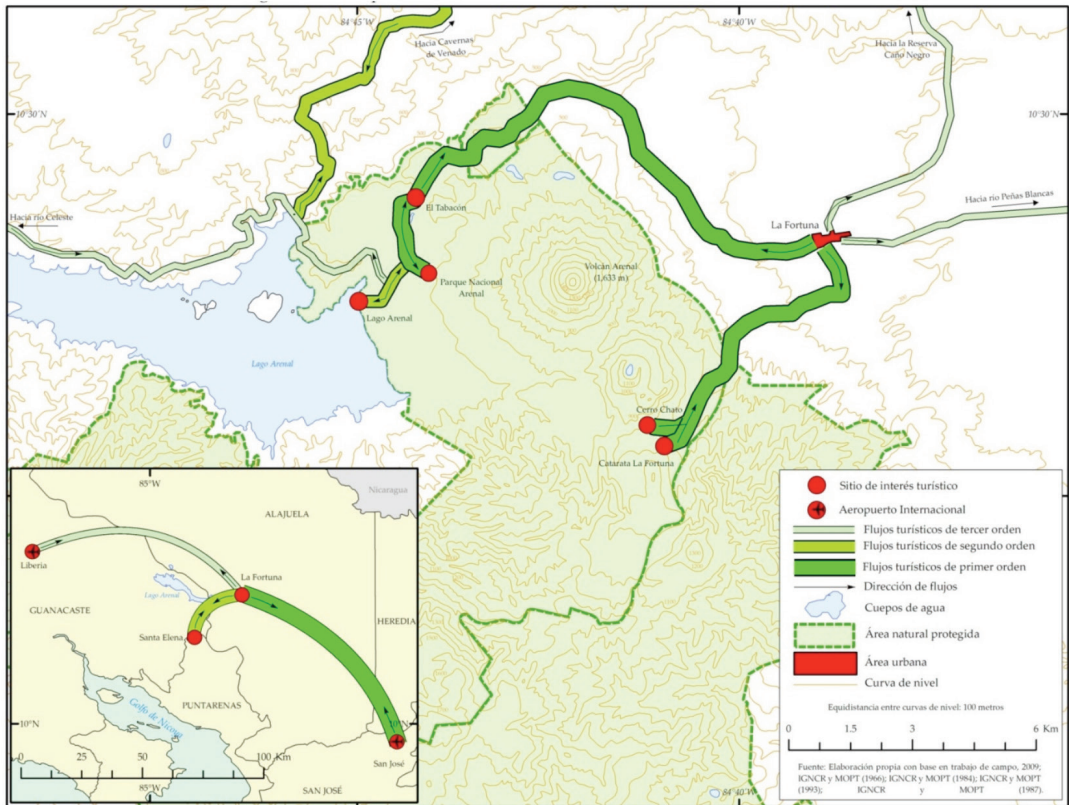 84°45'W
84°40'W
Hacia Cavernas
de Venado
Hacia la Reserva
Caño Negro
10°30'N
10°30'N
Hacia río Celeste
El Tabacón
Hacia río Peñas Blancas
La Fortuna
Volcán Arenal
(1,633 m)
Parque Nacional
Arenal
Lago Arenal
Lago Arenal
Cerro Chato
Catarata La Fortuna
85°W
Nicaragua
ALAJUELA
Liberia
La Fortuna
Lago Arenal
GUANACASTE
HEREDIA
Santa Elena
PUNTARENAS
Golfo de Nicoya
10°N
10°N
0 25 50 100 Km
San José
85°W
SAN JOSÉ
Sitio de interés turístico
Aeropuerto Internacional
Flujos turísticos de tercer orden
Flujos turísticos de segundo orden
Flujos turísticos de primer orden
Dirección de flujos
Cuepos de agua
Área natural protegida
Área urbana
Curva de nivel
Equidistancia entre curvas de nivel: 100 metros
0 1.5 3 6 Km
Fuente: Elaboración propia con base en trabajo de campo, 2009;
IGNCR y MOPT (1966); IGNCR y MOPT (1984); IGNCR y MOPT
(1993); IGNCR y MOPT (1987).
84°40'W